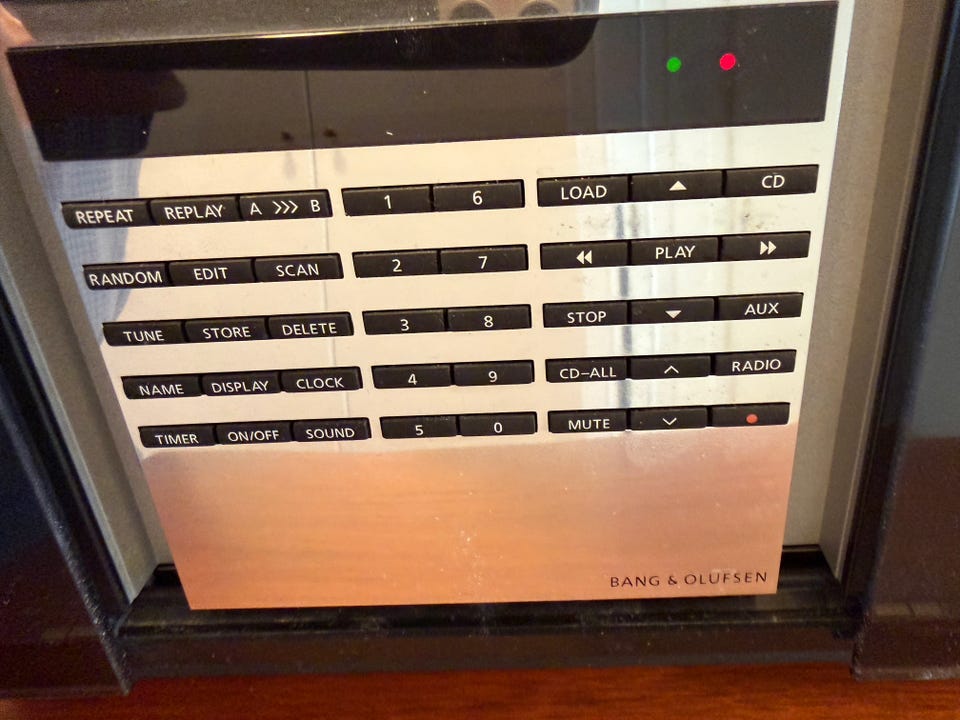 REPEAT REPLAY A >>> B 1 6 LOAD ▲ CD
RANDOM EDIT SCAN 2 7 ◀◀ PLAY ▶▶
TUNE STORE DELETE 3 8 STOP ▼ AUX
NAME DISPLAY CLOCK 4 9 CD-ALL ︿ RADIO
TIMER ON/OFF SOUND 5 0 MUTE ﹀ ●
BANG & OLUFSEN